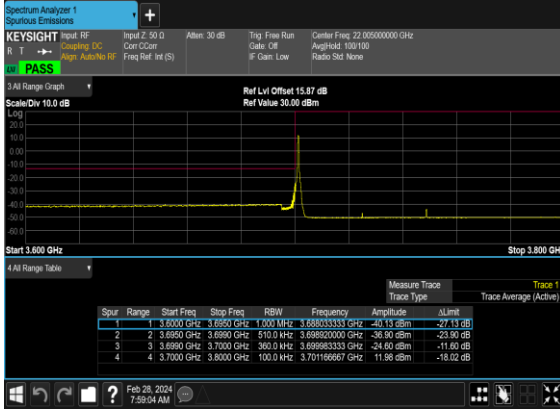 Spectrum Analyzer 1
Spurious Emissions
+
KEYSIGHT Input: RF Input Z: 50 Ω Atten: 30 dB Trig: Free Run Center Freq: 22.005000000 GHz
R T Coupling: DC Corr CCorr Gate: Off Avg|Hold: 100/100
Align: Auto/No RF Freq Ref: Int (S) IF Gain: Low Radio Std: None
PASS
3 All Range Graph
Ref Lvl Offset 15.87 dB
Scale/Div 10.0 dB Ref Value 30.00 dBm
Log
20.0
10.0
0.00
-10.0
-20.0
-30.0
-40.0
-50.0
-60.0
Start 3.600 GHz Stop 3.800 GH
4 All Range Table
Measure Trace Trace 1
Trace Type Trace Average (Active)
Spur Range Start Freq Stop Freq RBW Frequency Amplitude ΔLimit
1 1 3.6000 GHz 3.6950 GHz 1.000 MHz 3.688033333 GHz -40.13 dBm -27.13 dB
2 2 3.6950 GHz 3.6990 GHz 510.0 kHz 3.698920000 GHz -36.90 dBm -23.90 dB
3 3 3.6990 GHz 3.7000 GHz 360.0 kHz 3.699983333 GHz -24.60 dBm -11.60 dB
4 4 3.7000 GHz 3.8000 GHz 100.0 kHz 3.701166667 GHz 11.98 dBm -18.02 dB
? Feb 28, 2024
7:59:04 AM